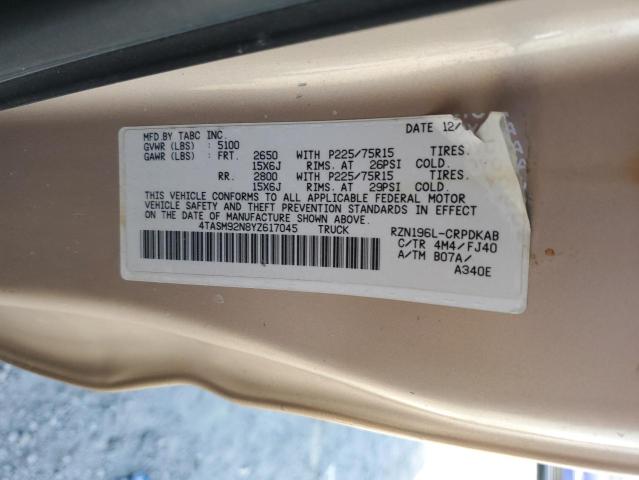 MFD.BY TABC INC. DATE 12/
GVWR (LBS) : 5100
GAWR (LBS) : FRT. 2650 WITH P225/75R15 TIRES.
15X6J RIMS. AT 26PSI COLD.
RR. 2800 WITH P225/75R15 TIRES.
15X6J RIMS. AT 29PSI COLD.
THIS VEHICLE CONFORMS TO ALL APPLICABLE FEDERAL MOTOR
VEHICLE SAFETY AND THEFT PREVENTION STANDARDS IN EFFECT
ON THE DATE OF MANUFACTURE SHOWN ABOVE.
4TASM92N8YZ617045 TRUCK RZN196L-CRPDKAB
C/TR 4M4/FJ40
A/TM B07A/
A340E